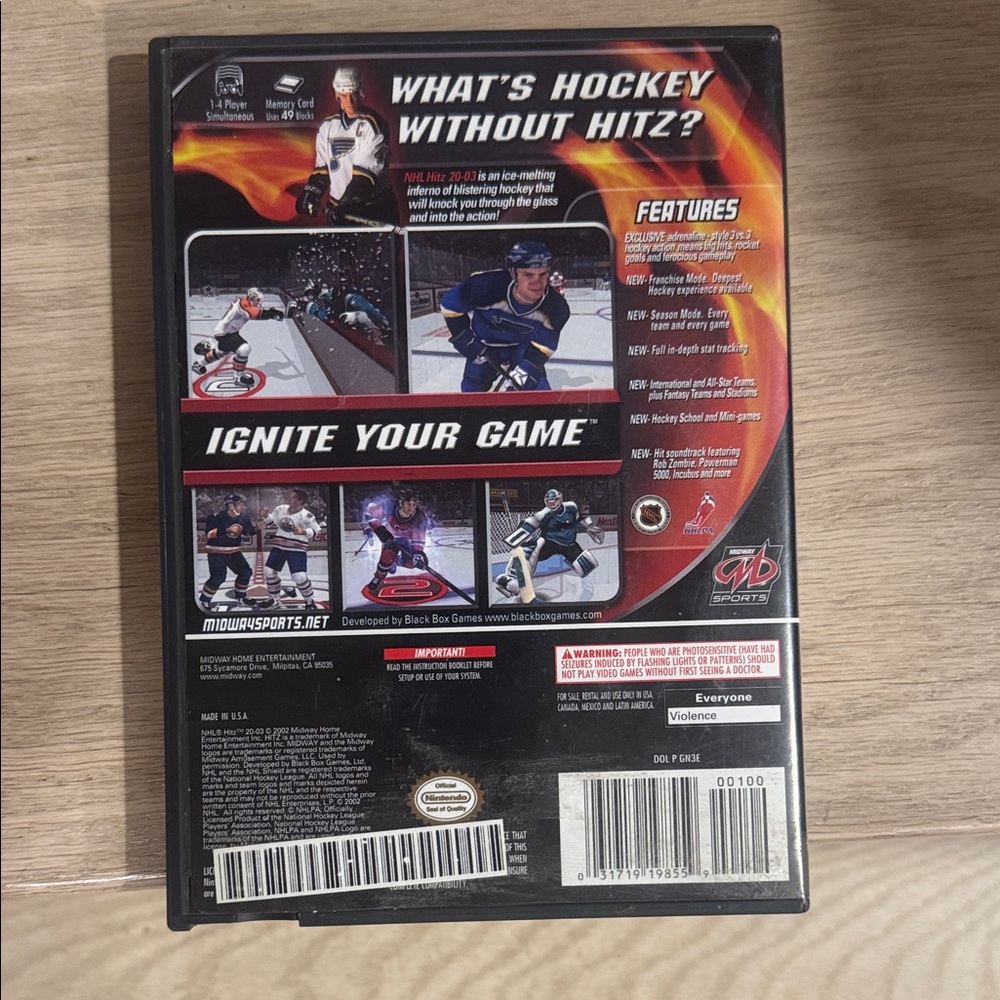 1-4 Player
Simultaneous
Memory Card
Uses 49 Blocks
WHAT'S HOCKEY
WITHOUT HITZ?
NHL Hitz 20-03 is an ice-melting
inferno of blistering hockey that
will knock you through the glass
and into the action!
FEATURES
EXCLUSIVE adrenaline-style 3 vs. 3
hockey action means big hits, rocket
goals and ferocious gameplay
NEW- Franchise Mode. Deepest
Hockey experience available
NEW- Season Mode. Every
team and every game
NEW- Full in-depth stat tracking
NEW- International and All-Star Teams,
plus Fantasy Teams and Stadiums
NEW- Hockey School and Mini-games
NEW- Hit soundtrack featuring
Rob Zombie, Powerman
5000, Incubus and more
IGNITE YOUR GAME™
2
2
NHL
NHLPA
MIDWAY
SPORTS
MIDWAYSPORTS.NET
Developed by Black Box Games www.blackboxgames.com
MIDWAY HOME ENTERTAINMENT
675 Sycamore Drive, Milpitas, CA 95035
www.midway.com
IMPORTANT!
READ THE INSTRUCTION BOOKLET BEFORE
SETUP OR USE OF YOUR SYSTEM.
WARNING: PEOPLE WHO ARE PHOTOSENSITIVE (HAVE HAD
SEIZURES INDUCED BY FLASHING LIGHTS OR PATTERNS) SHOULD
NOT PLAY VIDEO GAMES WITHOUT FIRST SEEING A DOCTOR.
FOR SALE, RENTAL AND USE ONLY IN USA,
CANADA, MEXICO AND LATIN AMERICA.
Everyone
Violence
MADE IN U.S.A.
DOL P GN3E
NHL® Hitz™ 20-03 © 2002 Midway Home
Entertainment Inc. HITZ is a trademark of Midway
Home Entertainment Inc. MIDWAY and the Midway
logos are trademarks or registered trademarks of
Midway Amusement Games, LLC. Used by
permission. Developed by Black Box Games, Ltd.
NHL and the NHL Shield are registered trademarks
of the National Hockey League. All NHL logos and
marks and team logos and marks depicted herein
are the property of the NHL and the respective
teams and may not be reproduced without the prior
written consent of NHL Enterprises, L.P. © 2002
NHL. All rights reserved. © NHLPA; Officially
Licensed Product of the National Hockey League
Players' Association. National Hockey League
Players' Association, NHLPA and NHLPA Logo are
trademarks of the NHLPA and are used
Official
Nintendo
Seal of Quality
CE THAT
OF THIS
WHEN
NSURE
COMPLETE COMPATIBILITY
00100
0 31719 19855 9